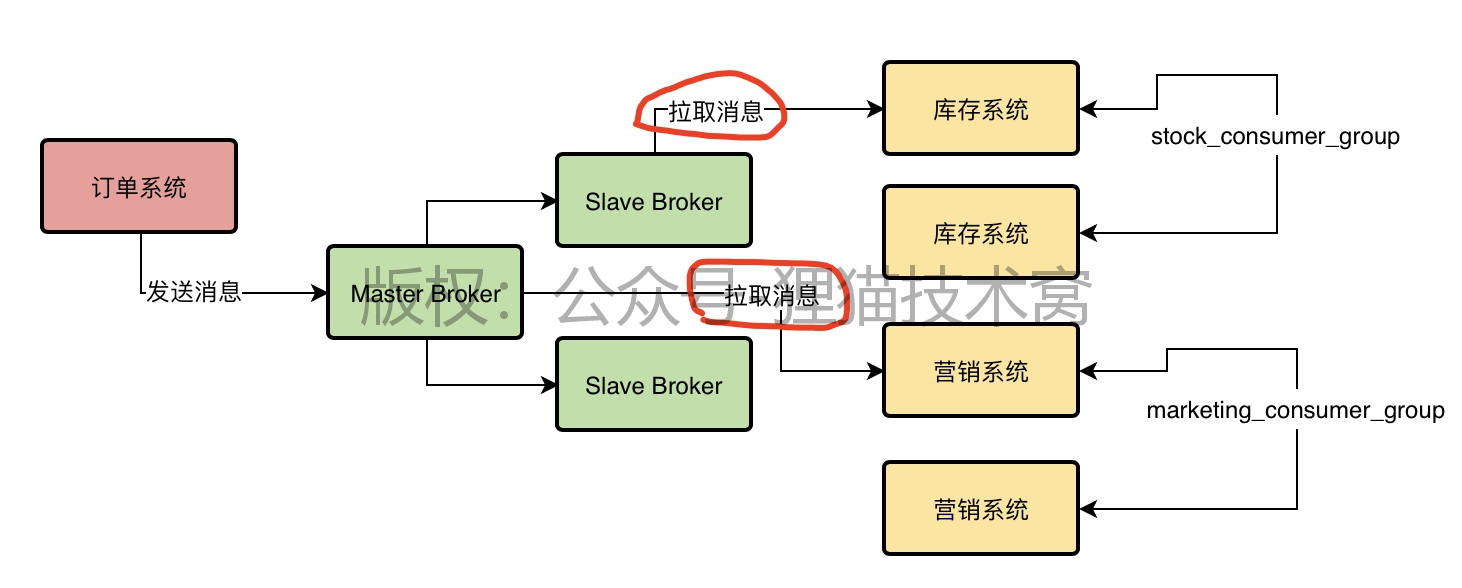 拉取消息
库存系统
stock_consumer_group
订单系统
Slave Broker
库存系统
发送消息
Master Broker
拉取消息
版权：公众号 狸猫技术窝
Slave Broker
营销系统
marketing_consumer_group
营销系统